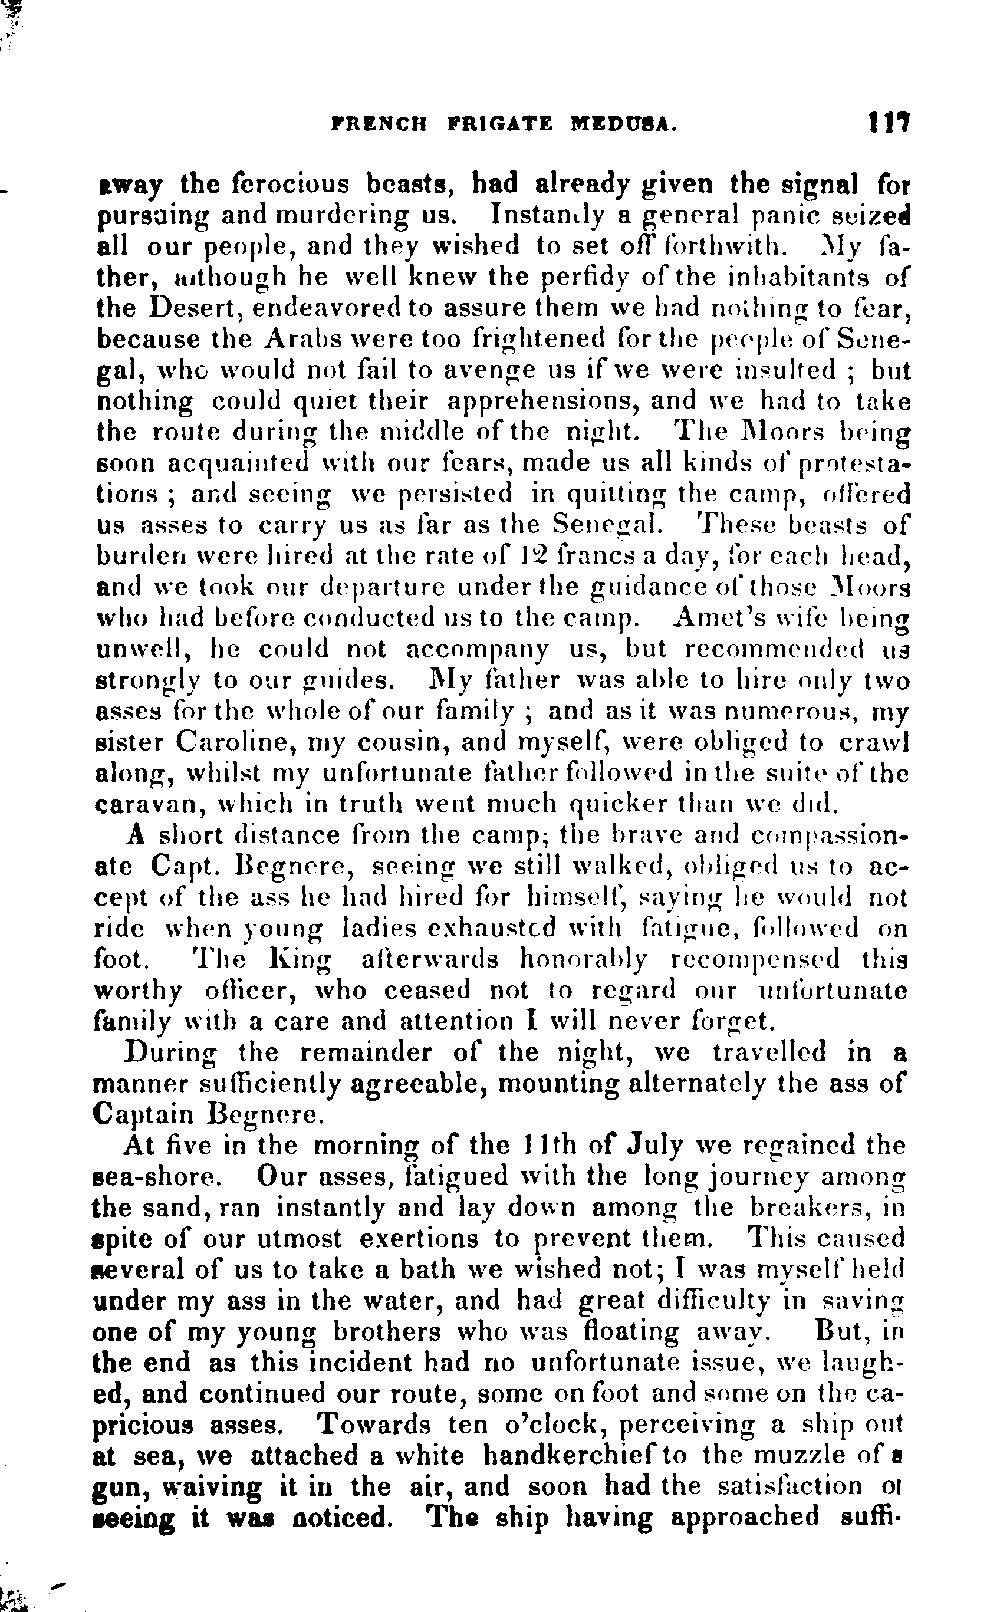 FRENCH FRIGATE MEDUSA. 117
away the ferocious beasts, had already given the signal for
pursuing and murdering us. Instantly a general panic seized
all our people, and they wished to set off forthwith. My fa-
ther, although he well knew the perfidy of the inhabitants of
the Desert, endeavored to assure them we had nothing to fear,
because the Arabs were too frightened for the people of Sene-
gal, who would not fail to avenge us if we were insulted ; but
nothing could quiet their apprehensions, and we had to take
the route during the middle of the night. The Moors being
soon acquainted with our fears, made us all kinds of protesta-
tions ; and seeing we persisted in quitting the camp, offered
us asses to carry us as far as the Senegal. These beasts of
burden were hired at the rate of 12 francs a day, for each head,
and we took our departure under the guidance of those Moors
who had before conducted us to the camp. Amet's wife being
unwell, he could not accompany us, but recommended us
strongly to our guides. My father was able to hire only two
asses for the whole of our family ; and as it was numerous, my
sister Caroline, my cousin, and myself, were obliged to crawl
along, whilst my unfortunate father followed in the suite of the
caravan, which in truth went much quicker than we did.
A short distance from the camp, the brave and compassion-
ate Capt. Begnere, seeing we still walked, obliged us to ac-
cept of the ass he had hired for himself, saying he would not
ride when young ladies exhausted with fatigue, followed on
foot. The King afterwards honorably recompensed this
worthy officer, who ceased not to regard our unfortunate
family with a care and attention I will never forget.
During the remainder of the night, we travelled in a
manner sufficiently agreeable, mounting alternately the ass of
Captain Begnere.
At five in the morning of the 11th of July we regained the
sea-shore. Our asses, fatigued with the long journey among
the sand, ran instantly and lay down among the breakers, in
spite of our utmost exertions to prevent them. This caused
several of us to take a bath we wished not; I was myself held
under my ass in the water, and had great difficulty in saving
one of my young brothers who was floating away. But, in
the end as this incident had no unfortunate issue, we laugh-
ed, and continued our route, some on foot and some on the ca-
pricious asses. Towards ten o'clock, perceiving a ship out
at sea, we attached a white handkerchief to the muzzle of a
gun, waiving it in the air, and soon had the satisfaction of
seeing it was noticed. The ship having approached suffi-